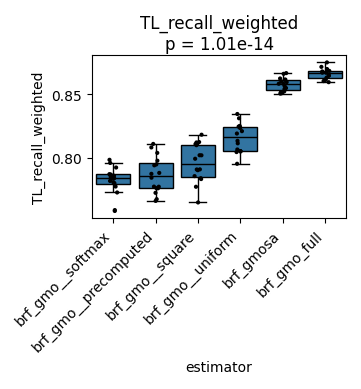 TL_recall_weighted
p = 1.01e-14
TL_recall_weighted
0.85
0.80
brf_gmo__softmax
brf_gmo__precomputed
brf_gmo__square
brf_gmo__uniform
brf_gmosa
brf_gmo_full
estimator